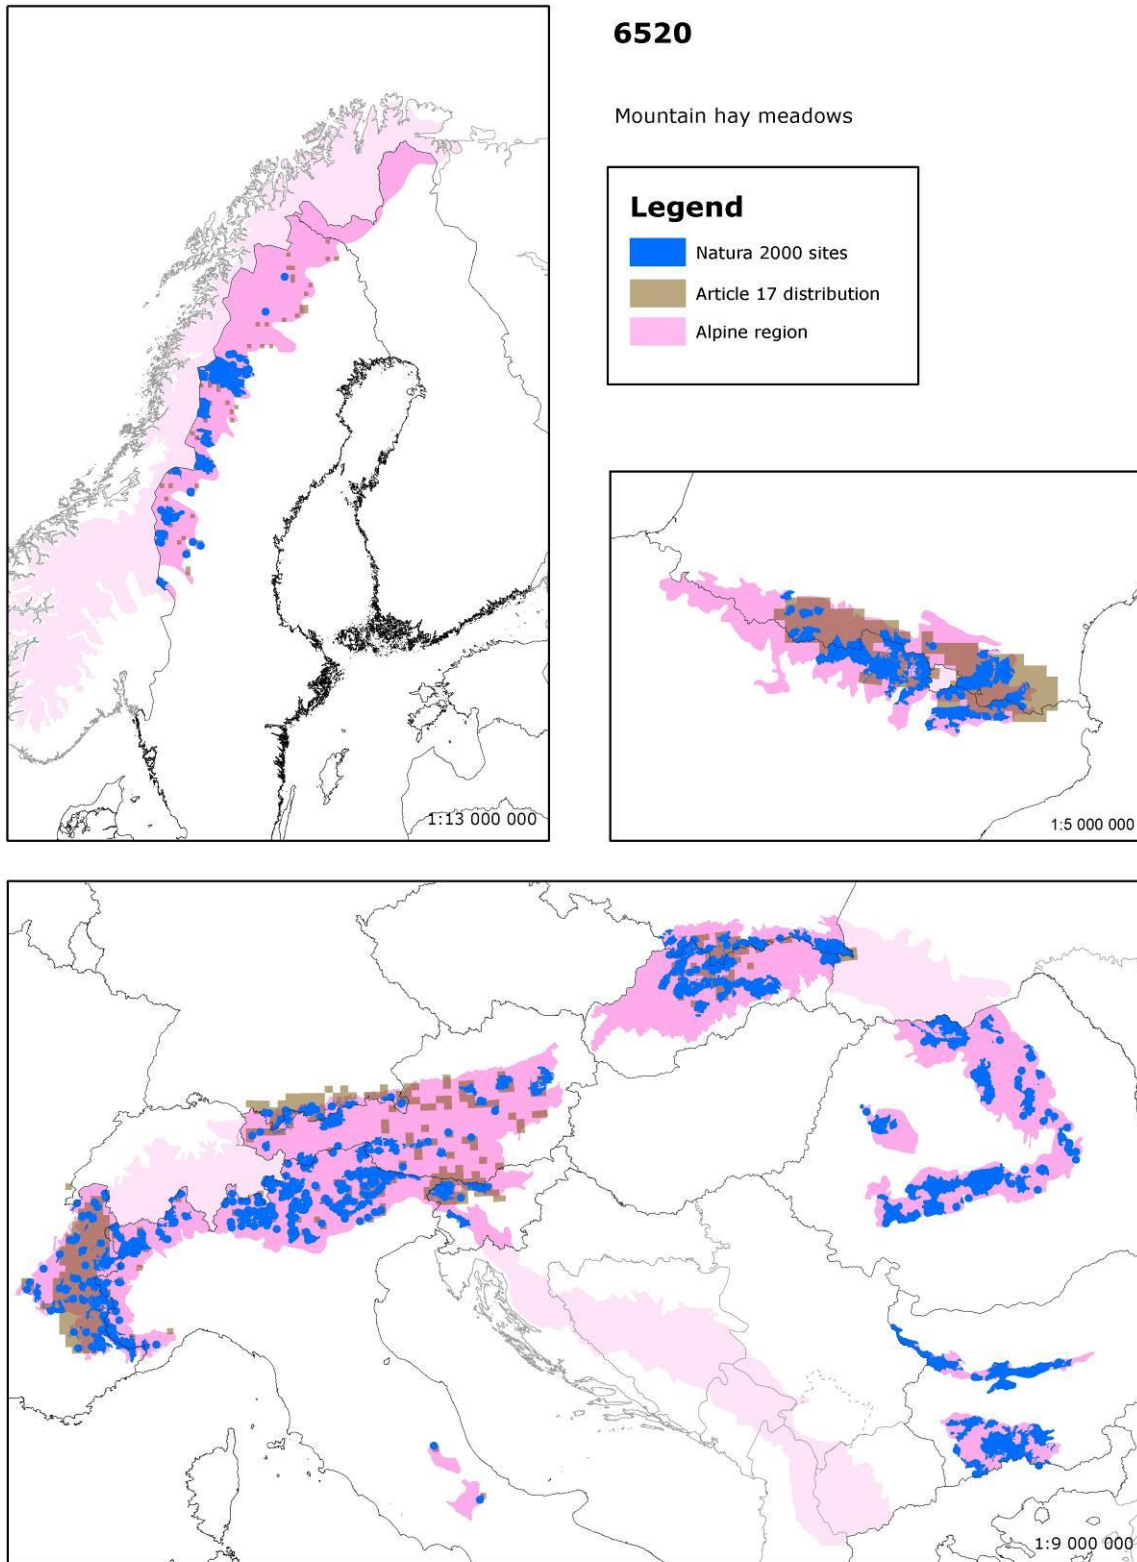 6520
Mountain hay meadows
Legend
Natura 2000 sites
Article 17 distribution
Alpine region
1:13 000 000
1:5 000 000
1:9 000 000